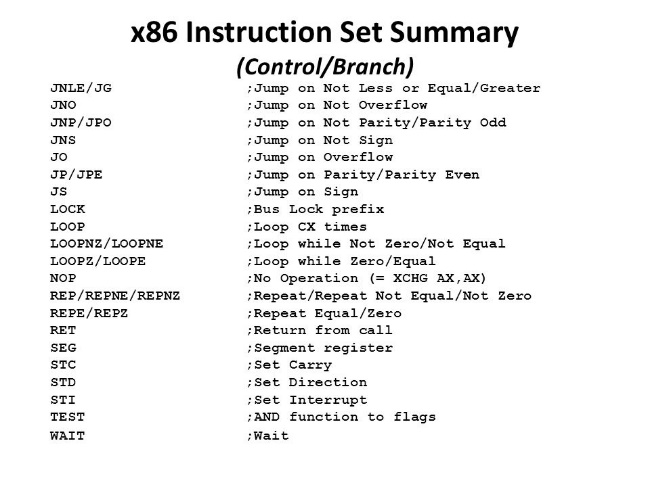 x86 Instruction Set Summary
(Control/Branch)
JNLE/JG ;Jump on Not Less or Equal/Greater
JNO ;Jump on Not Overflow
JNP/JPO ;Jump on Not Parity/Parity Odd
JNS ;Jump on Not Sign
JO ;Jump on Overflow
JP/JPE ;Jump on Parity/Parity Even
JS ;Jump on Sign
LOCK ;Bus Lock prefix
LOOP ;Loop CX times
LOOPNZ/LOOPNE ;Loop while Not Zero/Not Equal
LOOPZ/LOOPE ;Loop while Zero/Equal
NOP ;No Operation (= XCHG AX,AX)
REP/REPNE/REPNZ ;Repeat/Repeat Not Equal/Not Zero
REPE/REPZ ;Repeat Equal/Zero
RET ;Return from call
SEG ;Segment register
STC ;Set Carry
STD ;Set Direction
STI ;Set Interrupt
TEST ;AND function to flags
WAIT ;Wait